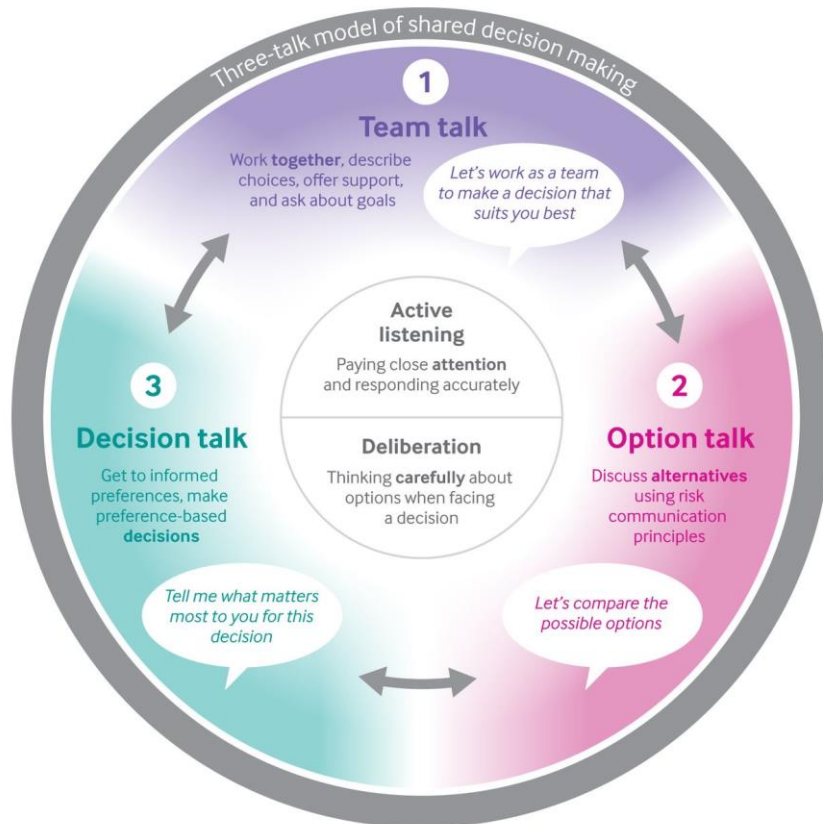 Three-talk model of shared decision making
1
Team talk
Work together, describe
choices, offer support,
and ask about goals
Let's work as a team
to make a decision that
suits you best
Active
listening
Paying close attention
and responding accurately
Deliberation
Thinking carefully about
options when facing
a decision
2
Option talk
Discuss alternatives
using risk
communication
principles
Let's compare the
possible options
3
Decision talk
Get to informed
preferences, make
preference-based
decisions
Tell me what matters
most to you for this
decision